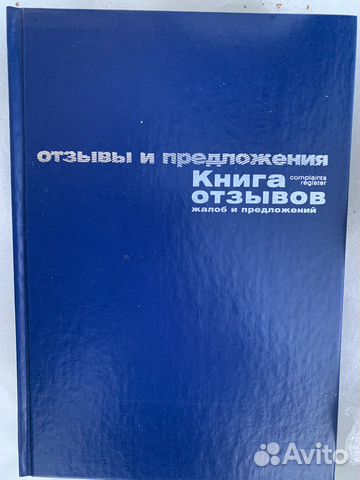 отзывы и предложения
Книга complaints
register
отзывов
жалоб и предложений
Avito